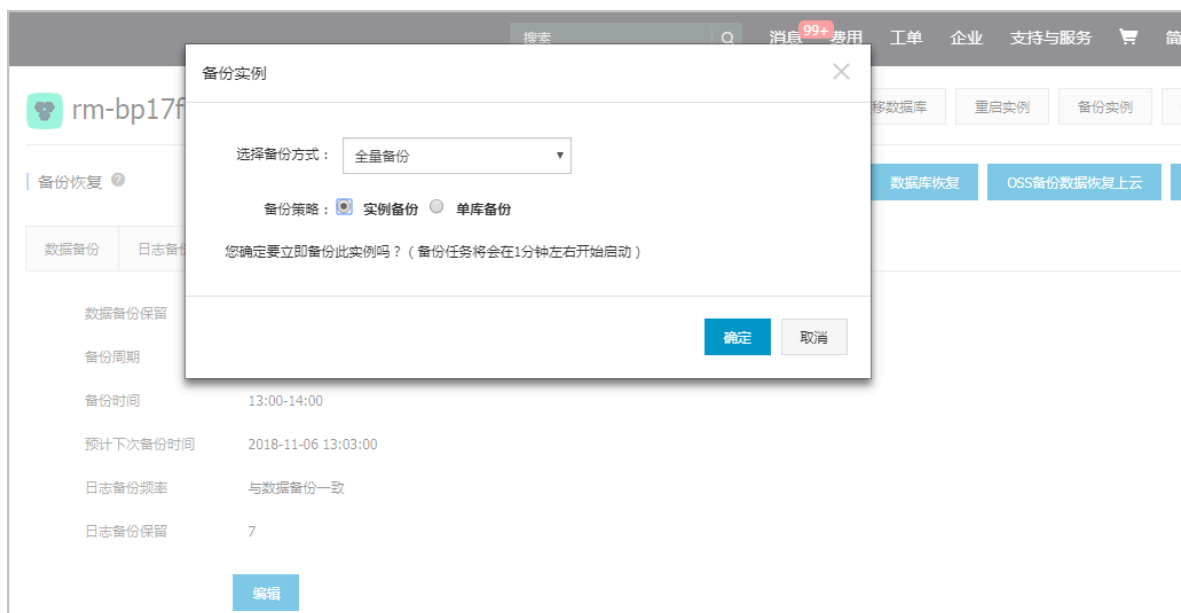 搜索 消息 99+ 费用 工单 企业 支持与服务 简
备份实例
rm-bp17f 移数据库 重启实例 备份实例
选择备份方式： 全量备份
备份恢复 数据库恢复 OSS备份数据恢复上云
备份策略： 实例备份 单库备份
数据备份 日志备份 您确定要立即备份此实例吗？（备份任务将会在1分钟左右开始启动）
数据备份保留
确定 取消
备份周期
备份时间 13:00-14:00
预计下次备份时间 2018-11-06 13:03:00
日志备份频率 与数据备份一致
日志备份保留 7
编辑